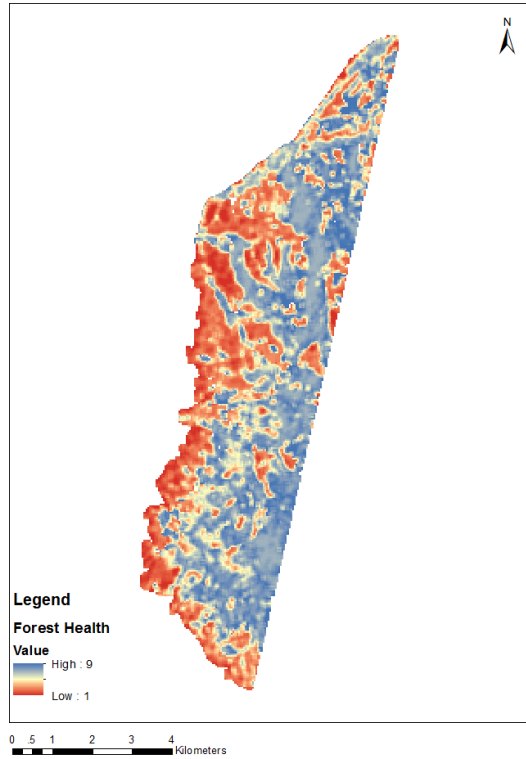 N
Legend
Forest Health
Value
High : 9
Low : 1
0 .5 1 2 3 4
Kilometers